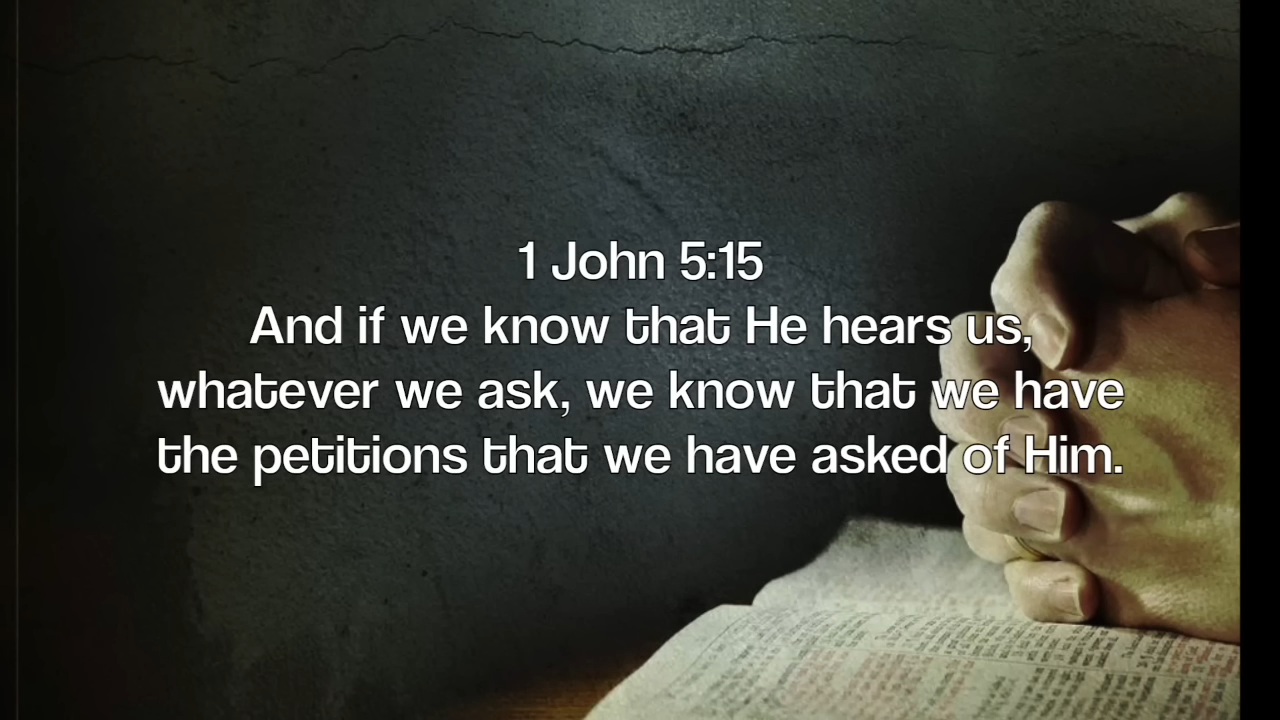 1 John 5:15
And if we know that He hears us,
whatever we ask, we know that we have
the petitions that we have asked of Him.